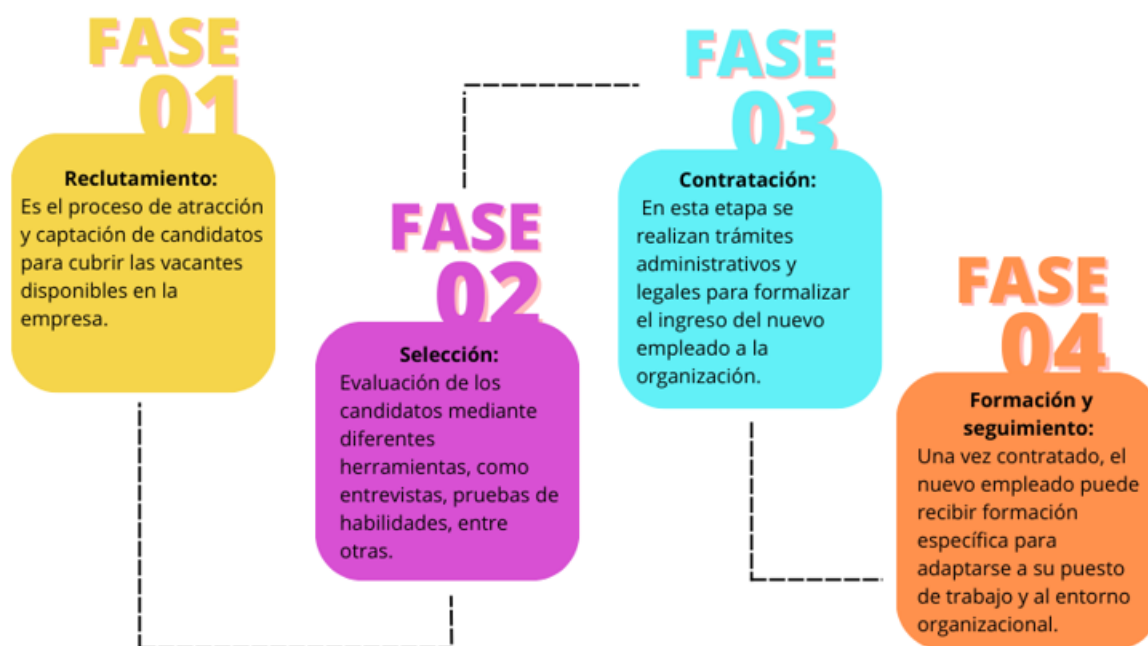 FASE
01
Reclutamiento:
Es el proceso de atracción
y captación de candidatos
para cubrir las vacantes
disponibles en la
empresa.
FASE
02
Selección:
Evaluación de los
candidatos mediante
diferentes
herramientas, como
entrevistas, pruebas de
habilidades, entre
otras.
FASE
03
Contratación:
En esta etapa se
realizan trámites
administrativos y
legales para formalizar
el ingreso del nuevo
empleado a la
organización.
FASE
04
Formación y
seguimiento:
Una vez contratado, el
nuevo empleado puede
recibir formación
específica para
adaptarse a su puesto
de trabajo y al entorno
organizacional.